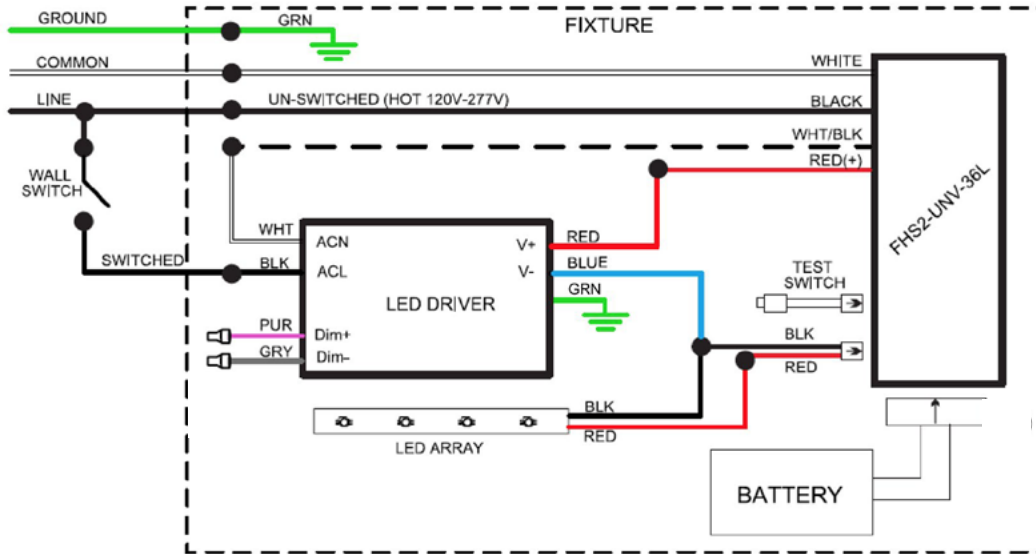 GROUND
GRN
FIXTURE
COMMON
WHITE
LINE
UN-SWITCHED (HOT 120V-277V)
BLACK
WHT/BLK
RED(+)
WALL
SWITCH
FHS2-UNV-36L
WHT
ACN
V+
RED
SWITCHED
BLK
ACL
V-
BLUE
TEST
SWITCH
LED DRIVER
GRN
PUR
Dim+
BLK
GRY
Dim-
RED
BLK
RED
LED ARRAY
BATTERY